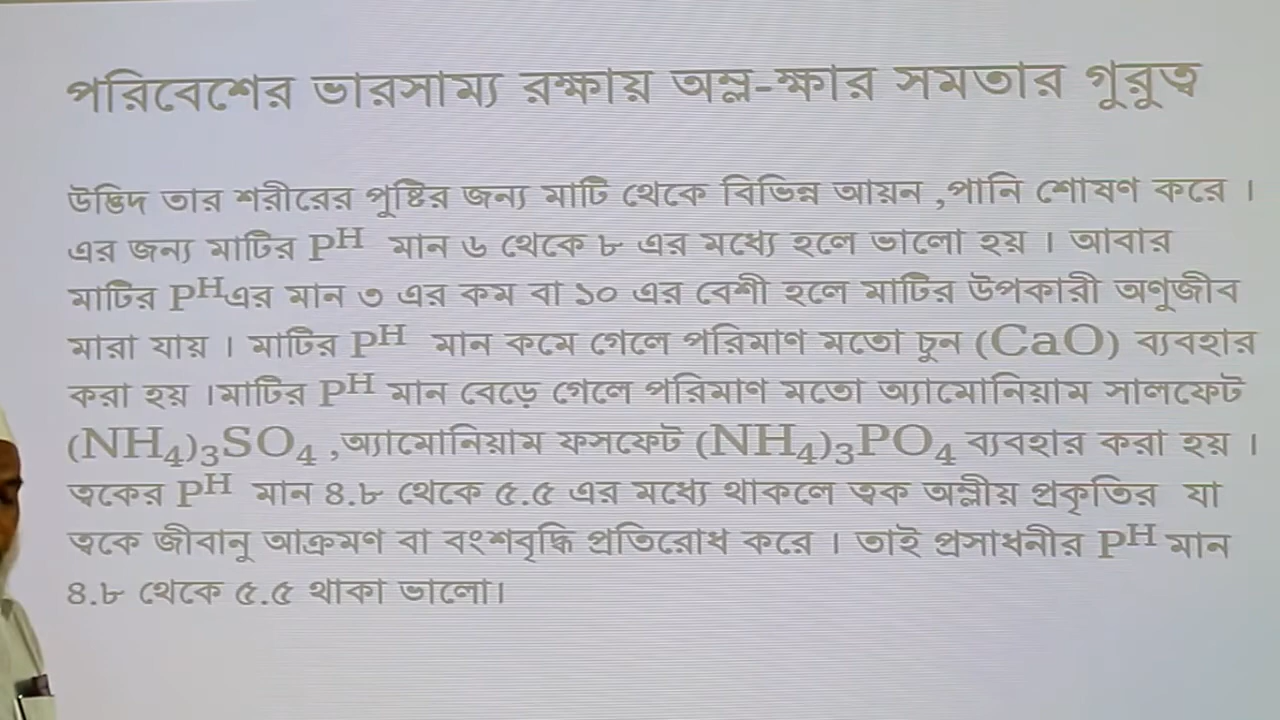 পরিবেশের ভারসাম্য রক্ষায় অম্ল-ক্ষার সমতার গুরুত্ব
উদ্ভিদ তার শরীরের পুষ্টির জন্য মাটি থেকে বিভিন্ন আয়ন ,পানি শোষণ করে ।
এর জন্য মাটির Pᴴ মান ৬ থেকে ৮ এর মধ্যে হলে ভালো হয় । আবার
মাটির Pᴴএর মান ৩ এর কম বা ১০ এর বেশী হলে মাটির উপকারী অণুজীব
মারা যায় । মাটির Pᴴ মান কমে গেলে পরিমাণ মতো চুন (CaO) ব্যবহার
করা হয় ।মাটির Pᴴ মান বেড়ে গেলে পরিমাণ মতো অ্যামোনিয়াম সালফেট
(NH₄)₃SO₄ ,অ্যামোনিয়াম ফসফেট (NH₄)₃PO₄ ব্যবহার করা হয় ।
ত্বকের Pᴴ মান ৪.৮ থেকে ৫.৫ এর মধ্যে থাকলে ত্বক অম্লীয় প্রকৃতির যা
ত্বকে জীবানু আক্রমণ বা বংশবৃদ্ধি প্রতিরোধ করে । তাই প্রসাধনীর Pᴴ মান
৪.৮ থেকে ৫.৫ থাকা ভালো।